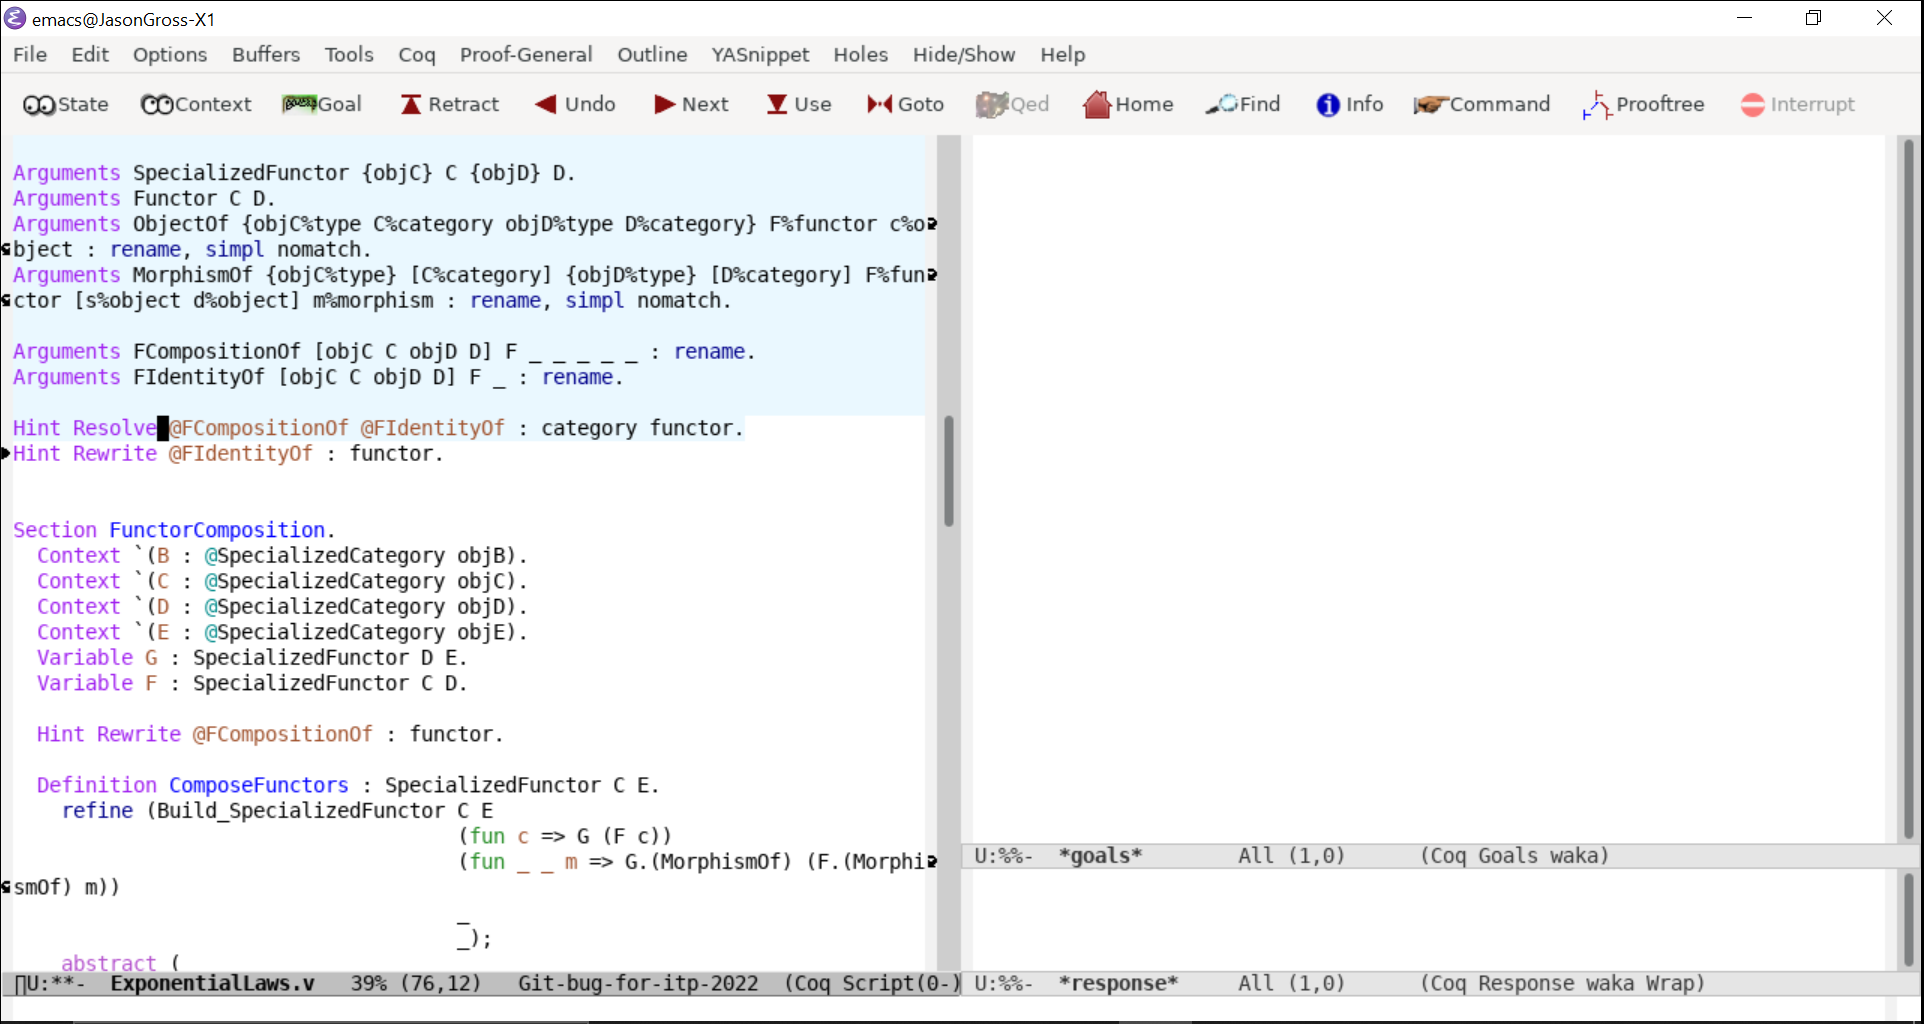 emacs@JasonGross-X1
File Edit Options Buffers Tools Coq Proof-General Outline YASnippet Holes Hide/Show Help
State Context Goal Retract Undo Next Use Goto Qed Home Find Info Command Prooftree Interrupt
Arguments SpecializedFunctor {objC} C {objD} D.
Arguments Functor C D.
Arguments ObjectOf {objC%type C%category objD%type D%category} F%functor c%o
bject : rename, simpl nomatch.
Arguments MorphismOf {objC%type} [C%category] {objD%type} [D%category] F%fun
ctor [s%object d%object] m%morphism : rename, simpl nomatch.
Arguments FCompositionOf [objC C objD D] F _ _ _ _ _ : rename.
Arguments FIdentityOf [objC C objD D] F _ : rename.
Hint Resolve @FCompositionOf @FIdentityOf : category functor.
Hint Rewrite @FIdentityOf : functor.
Section FunctorComposition.
Context `(B : @SpecializedCategory objB).
Context `(C : @SpecializedCategory objC).
Context `(D : @SpecializedCategory objD).
Context `(E : @SpecializedCategory objE).
Variable G : SpecializedFunctor D E.
Variable F : SpecializedFunctor C D.
Hint Rewrite @FCompositionOf : functor.
Definition ComposeFunctors : SpecializedFunctor C E.
refine (Build_SpecializedFunctor C E
(fun c => G (F c))
(fun _ _ m => G.(MorphismOf) (F.(Morphi
smOf) m))
_
_);
abstract (
U:**- ExponentialLaws.v 39% (76,12) Git-bug-for-itp-2022 (Coq Script(0-)
U:%%- *goals* All (1,0) (Coq Goals waka)
U:%%- *response* All (1,0) (Coq Response waka Wrap)